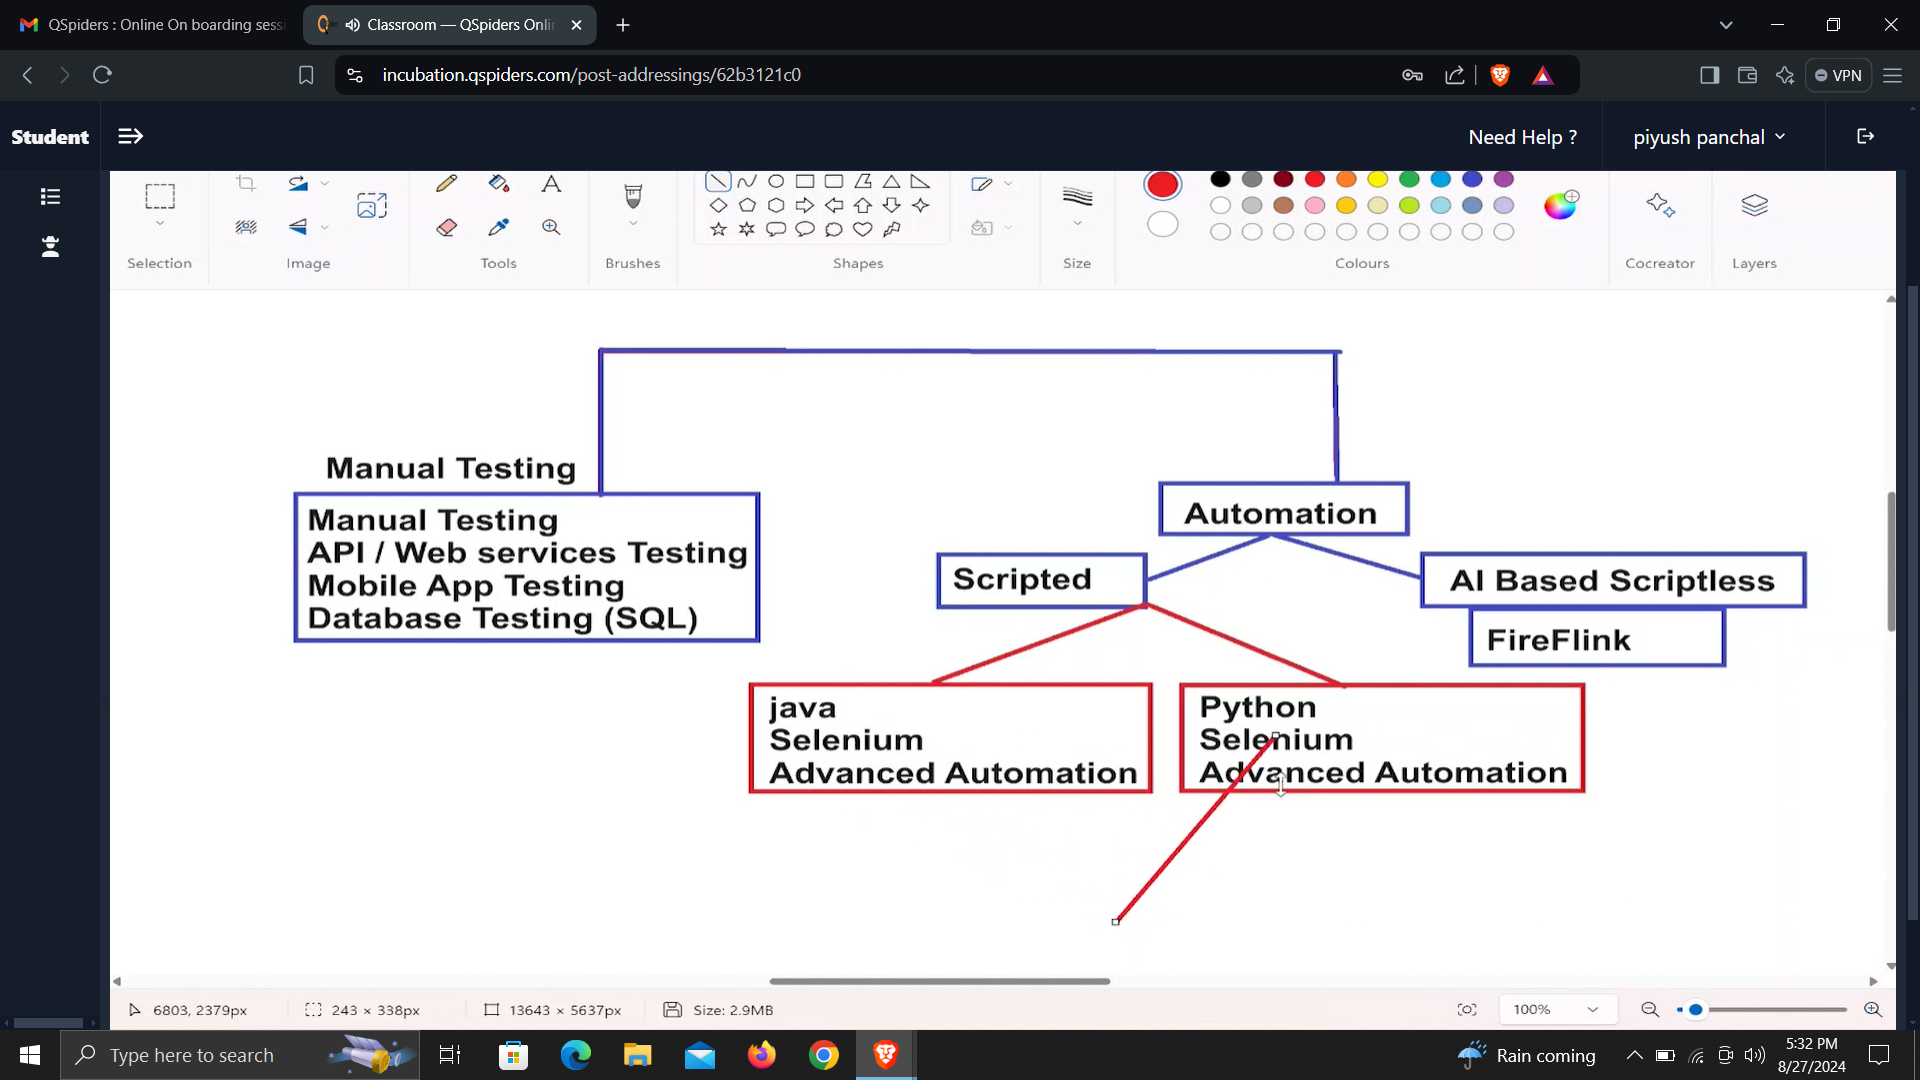 QSpiders : Online On boarding sessi
Classroom — QSpiders Onlin
incubation.qspiders.com/post-addressings/62b3121c0
VPN
Student
Need Help ?
piyush panchal
Selection
Image
Tools
Brushes
Shapes
Size
Colours
Cocreator
Layers
Manual Testing
Manual Testing
API / Web services Testing
Mobile App Testing
Database Testing (SQL)
Automation
Scripted
AI Based Scriptless
FireFlink
java
Selenium
Advanced Automation
Python
Selenium
Advanced Automation
6803, 2379px
243 × 338px
13643 × 5637px
Size: 2.9MB
100%
Type here to search
Rain coming
5:32 PM
8/27/2024